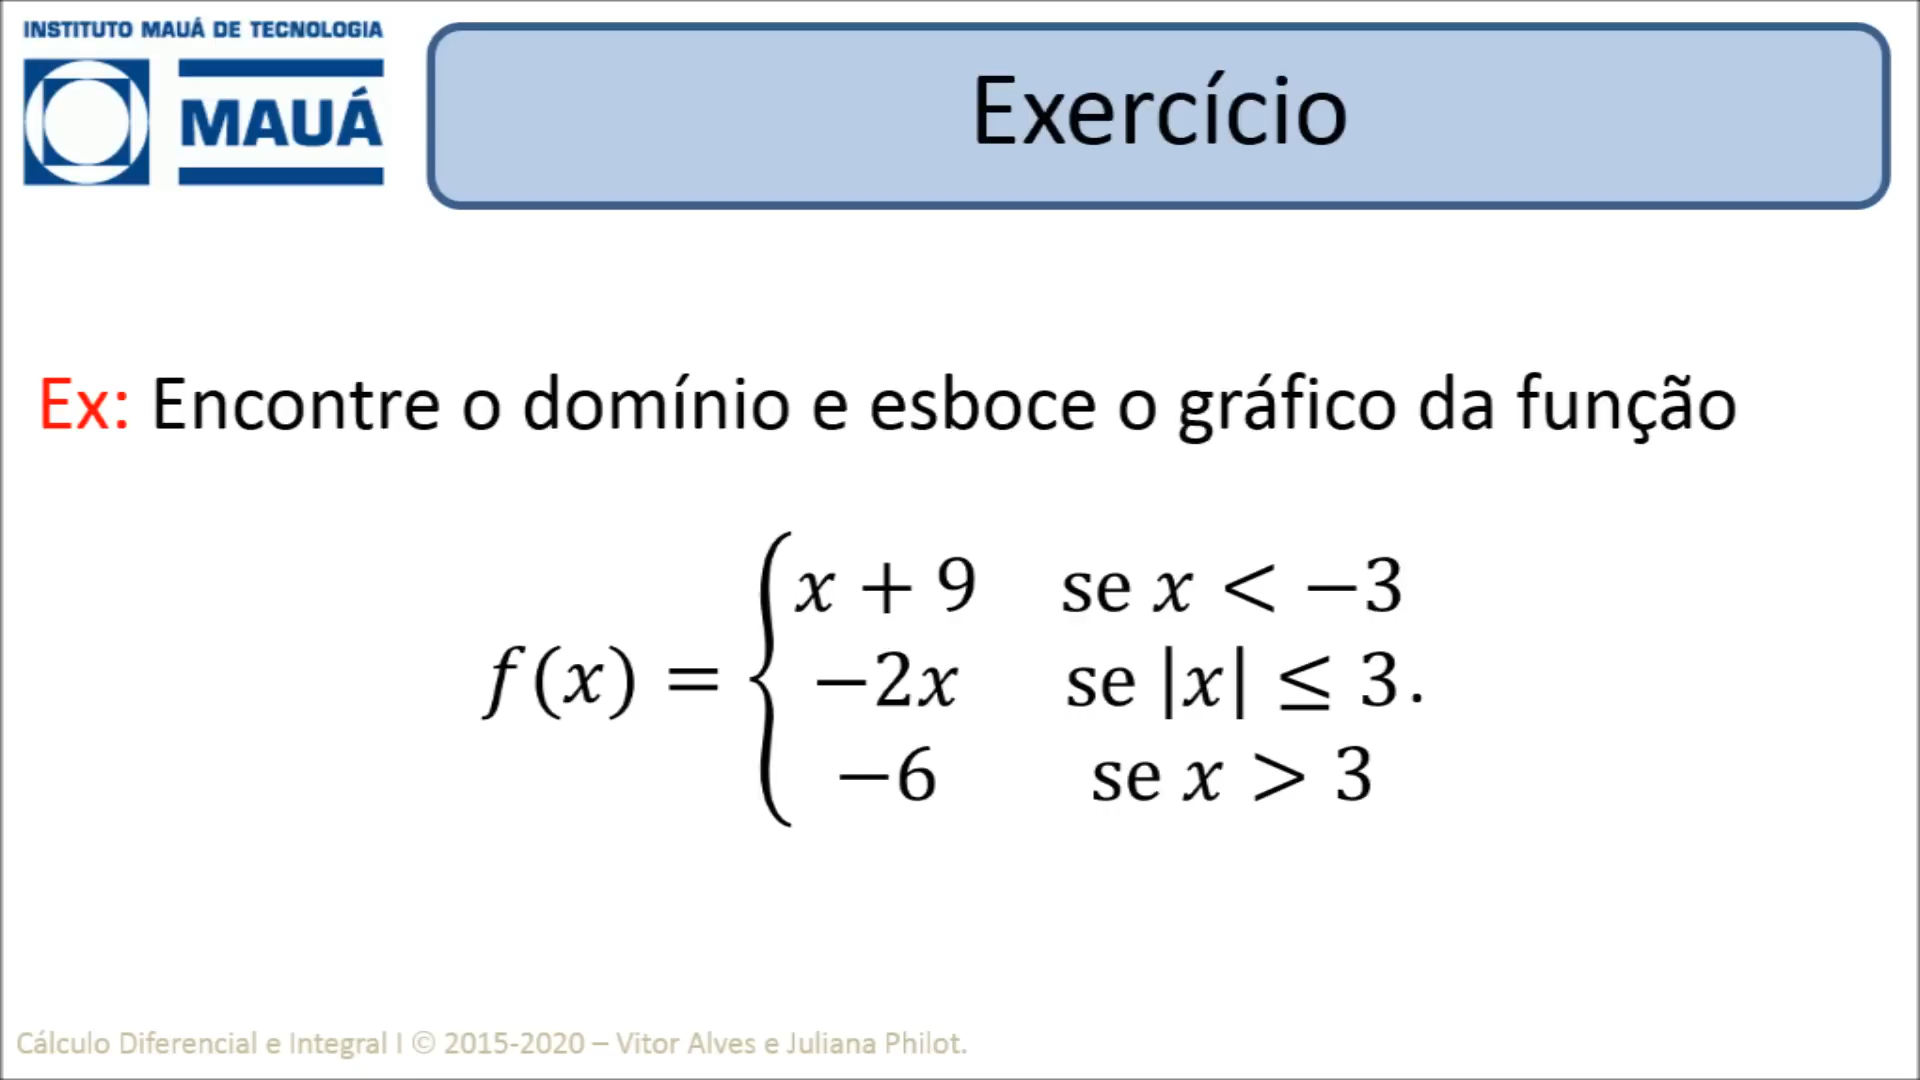 INSTITUTO MAUÁ DE TECNOLOGIA
MAUÁ
Exercício
Ex: Encontre o domínio e esboce o gráfico da função
x + 9 se x < −3
f(x) = { −2x se |x| ≤ 3.
−6 se x > 3
Cálculo Diferencial e Integral I © 2015-2020 – Vitor Alves e Juliana Philot.